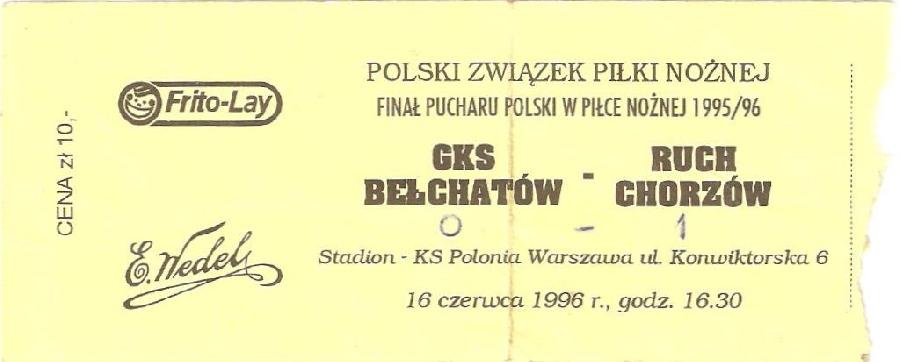 CENA zł 10,-
Frito-Lay
E. Wedel
POLSKI ZWIĄZEK PIŁKI NOŻNEJ
FINAŁ PUCHARU POLSKI W PIŁCE NOŻNEJ 1995/96
GKS BEŁCHATÓW - RUCH CHORZÓW
0 - 1
Stadion - KS Polonia Warszawa ul. Konwiktorska 6
16 czerwca 1996 r., godz. 16.30